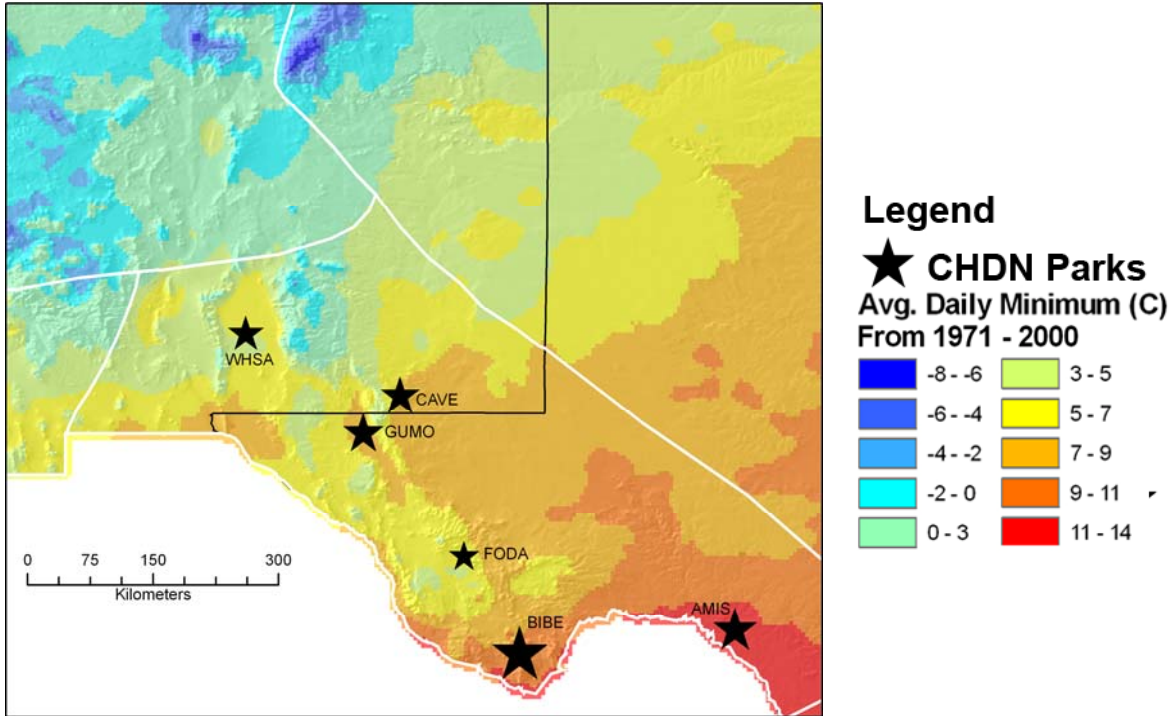 WHSA
CAVE
GUMO
FODA
BIBE
AMIS
0 75 150 300
Kilometers
Legend
CHDN Parks
Avg. Daily Minimum (C)
From 1971 - 2000
-8 - -6
-6 - -4
-4 - -2
-2 - 0
0 - 3
3 - 5
5 - 7
7 - 9
9 - 11
11 - 14